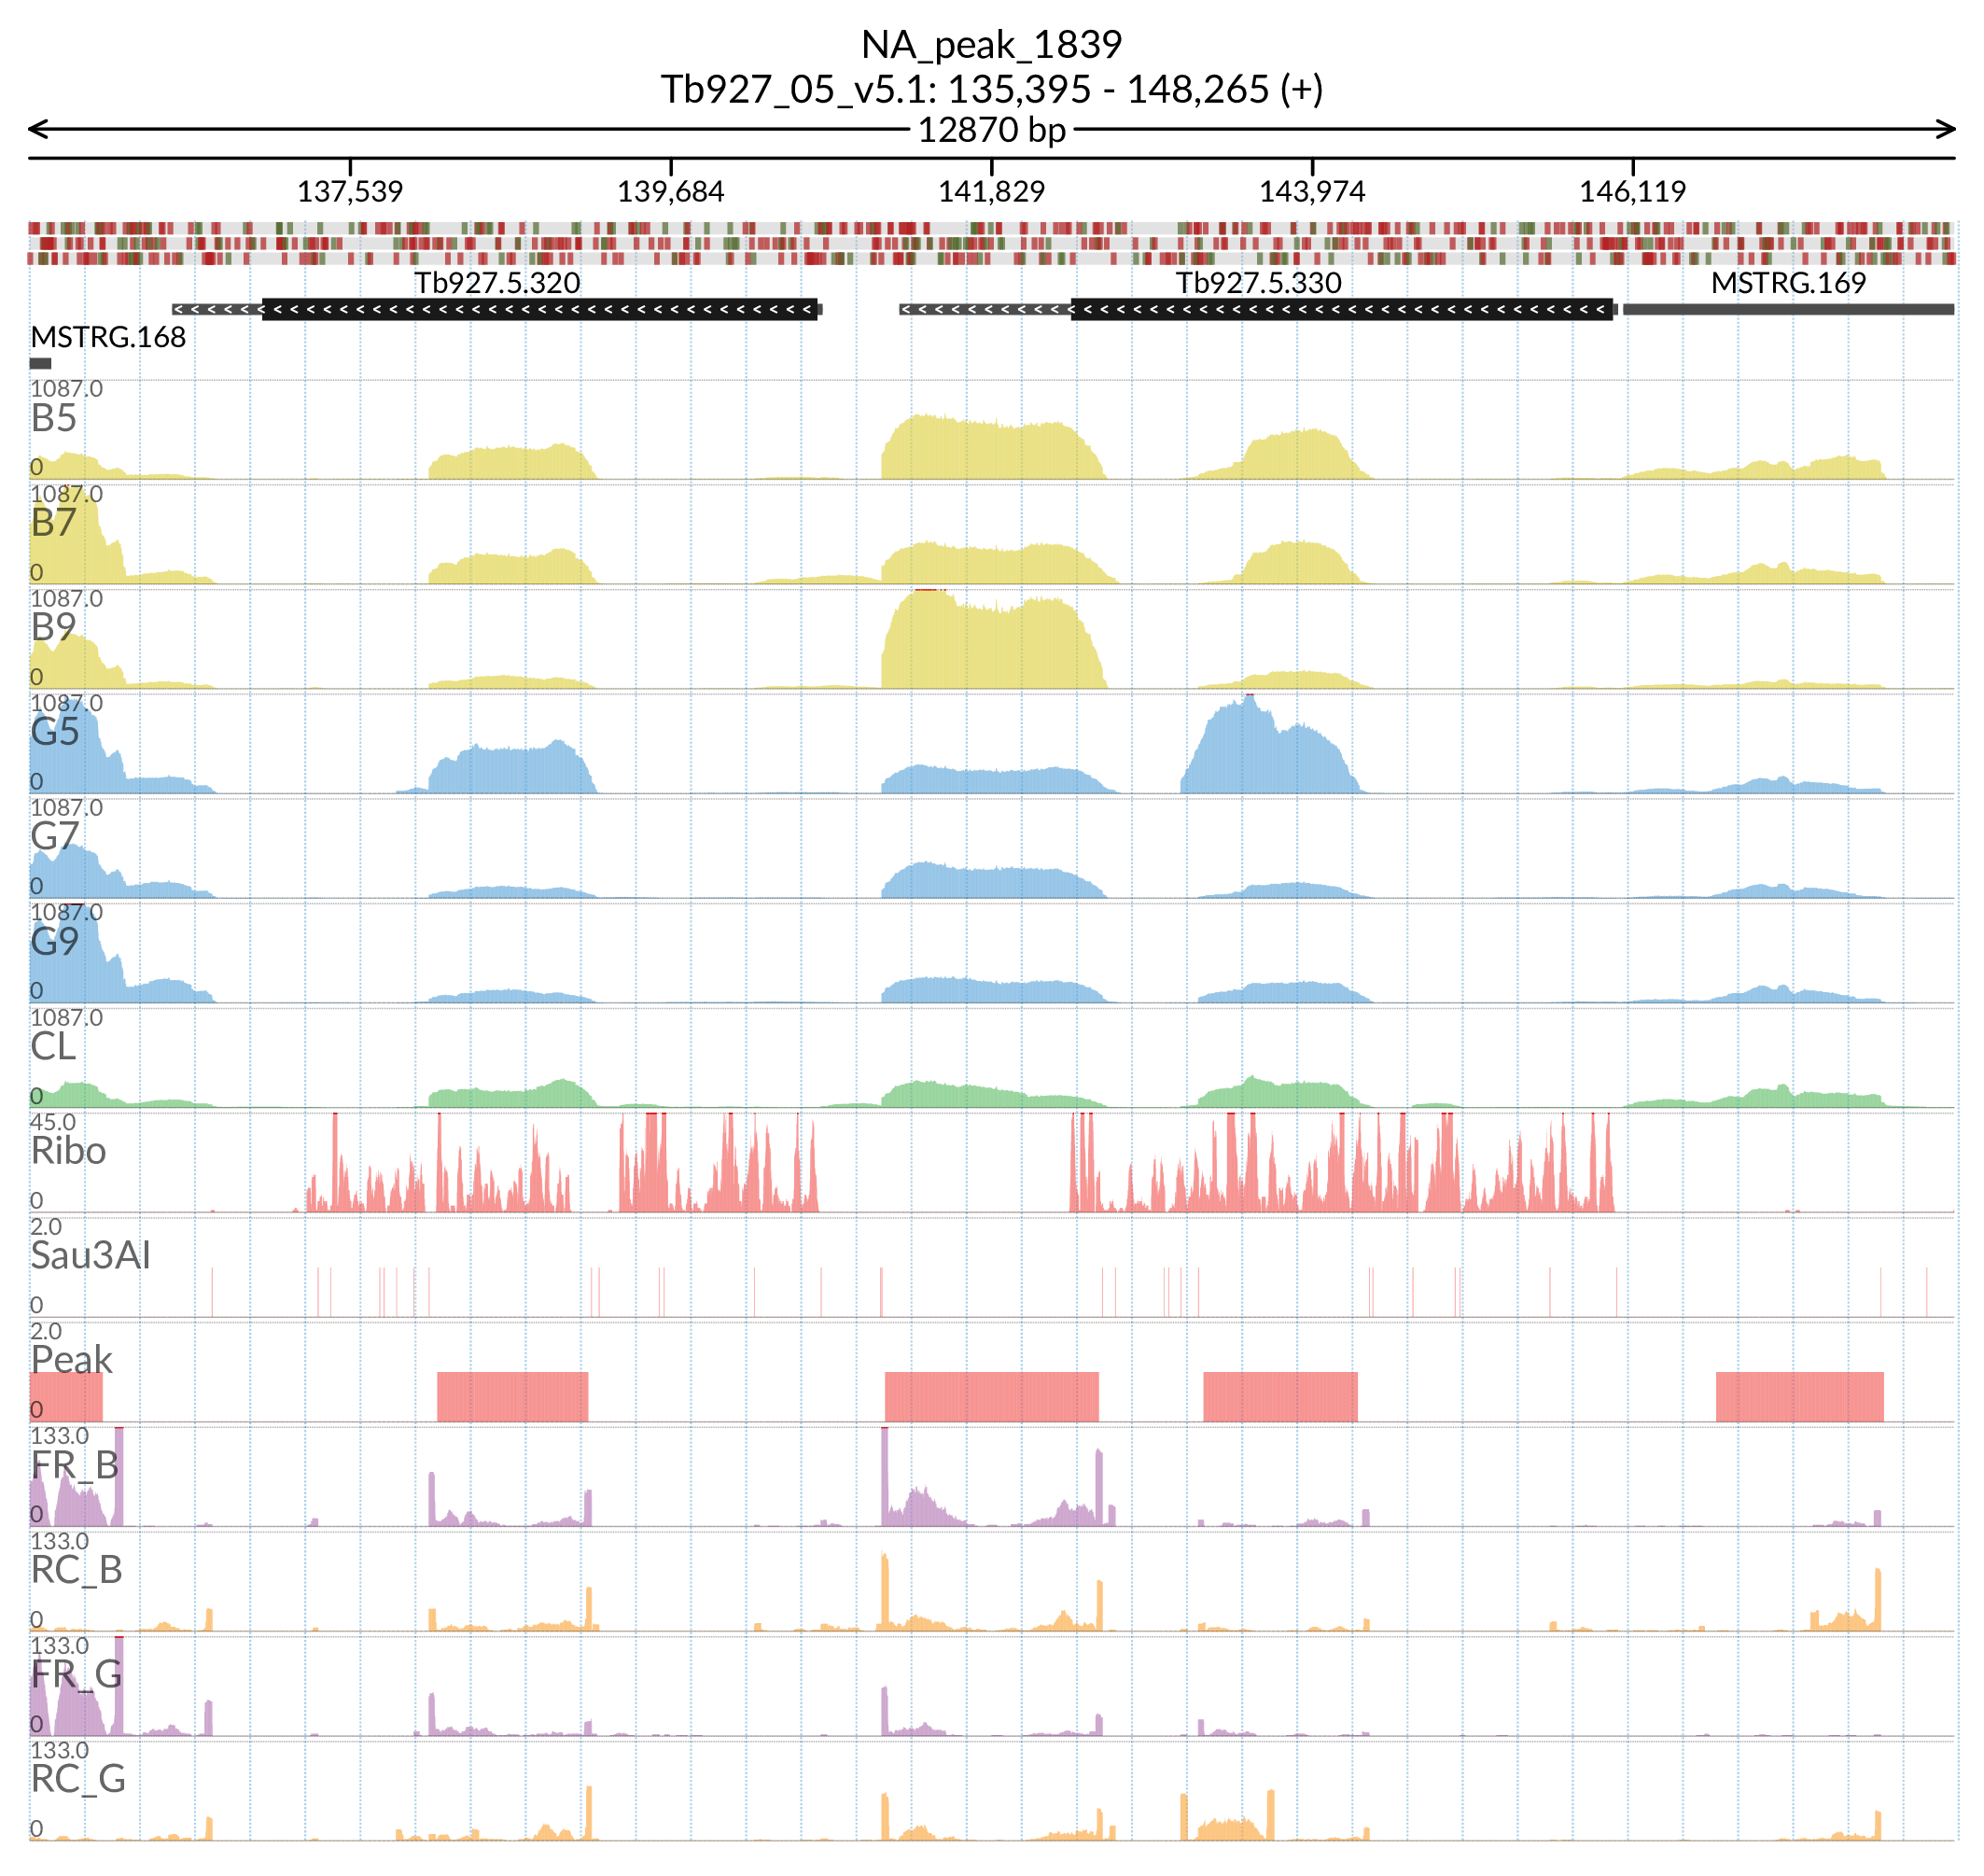 NA_peak_1839
Tb927_05_v5.1: 135,395 - 148,265 (+)
12870 bp
137,539 139,684 141,829 143,974 146,119
Tb927.5.320 Tb927.5.330 MSTRG.169
MSTRG.168
1087.0
B5
0
1087.0
B7
0
1087.0
B9
0
1087.0
G5
0
1087.0
G7
0
1087.0
G9
0
1087.0
CL
0
45.0
Ribo
0
2.0
Sau3AI
0
2.0
Peak
0
133.0
FR_B
0
133.0
RC_B
0
133.0
FR_G
0
133.0
RC_G
0